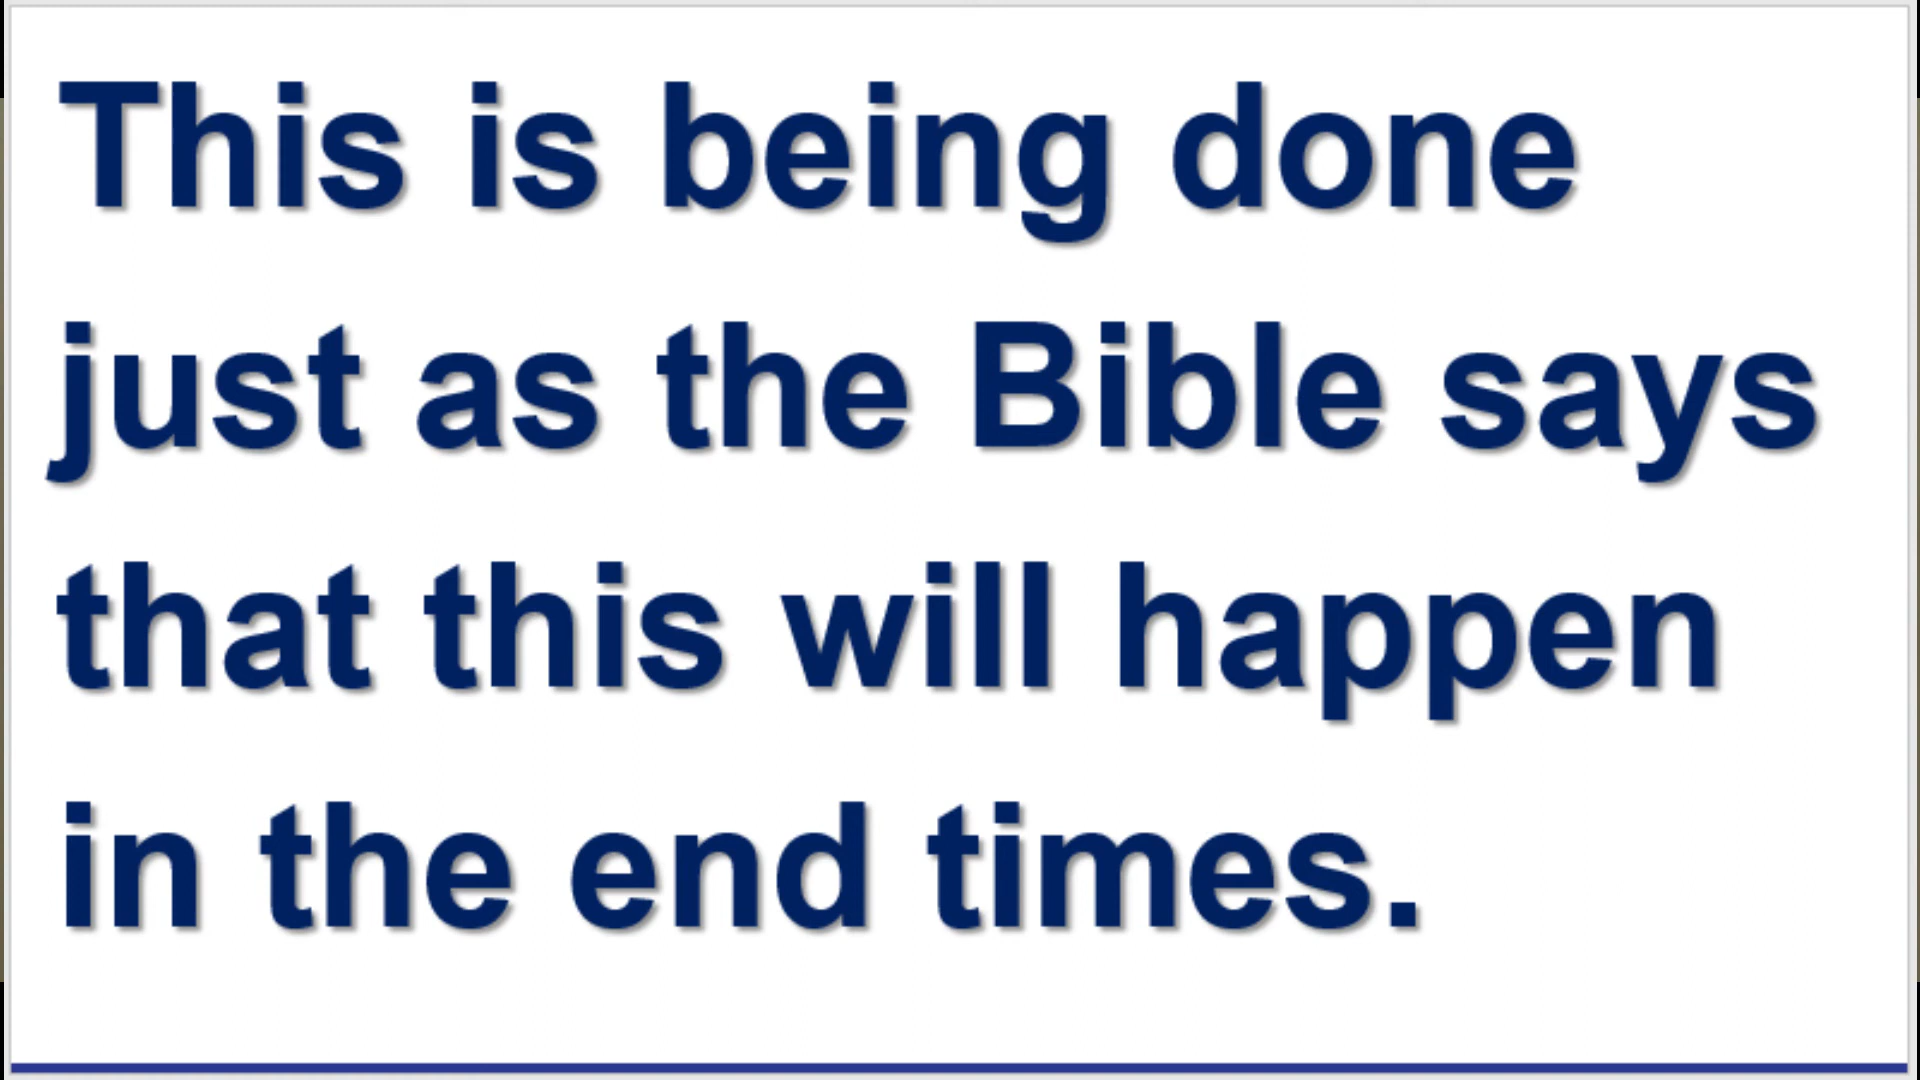 This is being done
just as the Bible says
that this will happen
in the end times.